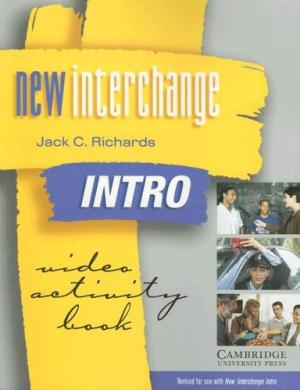 new interchange
Jack C. Richards
INTRO
video
activity
book
CAMBRIDGE
UNIVERSITY PRESS
Revised for use with New Interchange Intro